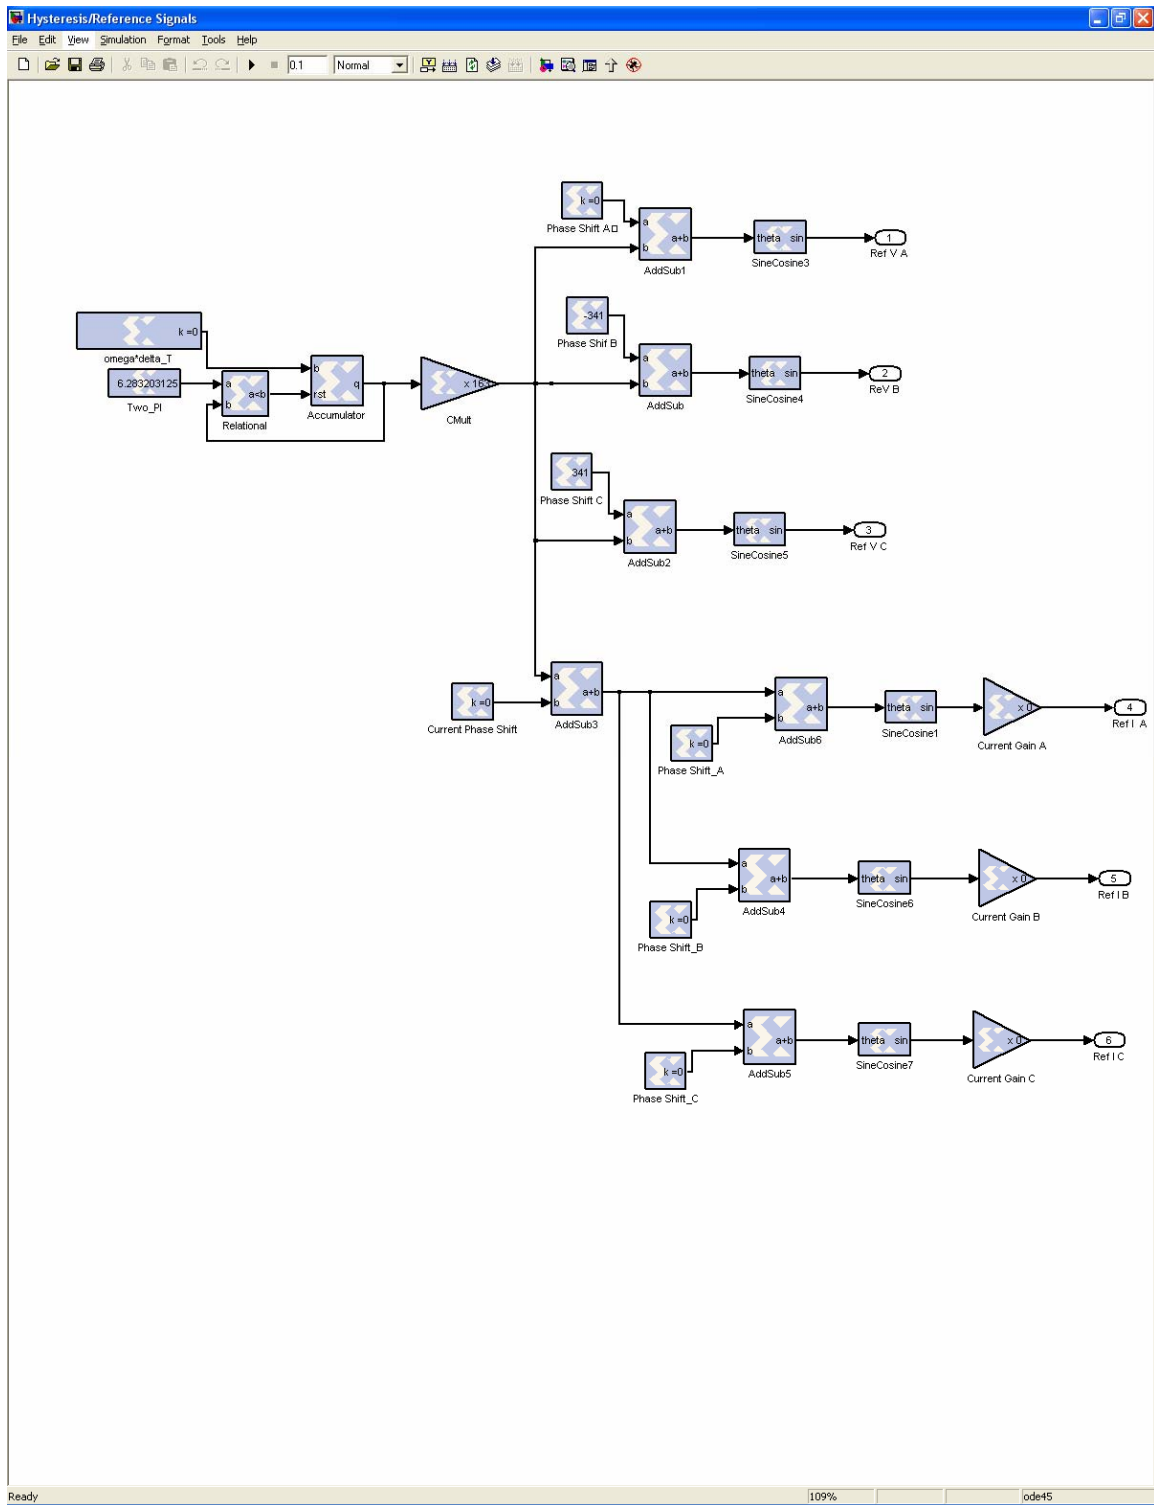 Hysteresis/Reference Signals
File Edit View Simulation Format Tools Help
0.1 Normal
k =0
Phase Shift A
a
b
a+b
AddSub1
theta sin
SineCosine3
1
Ref V A
k =0
omega*delta_T
6.283203125
Two_PI
a
b
a<b
Relational
b
rst
q
Accumulator
CMult
-341
Phase Shif B
a
b
a+b
AddSub
theta sin
SineCosine4
2
ReV B
341
Phase Shift C
a
b
a+b
AddSub2
theta sin
SineCosine5
3
Ref V C
k =0
Current Phase Shift
a
b
a+b
AddSub3
k =0
Phase Shift_A
a
b
a+b
AddSub6
theta sin
SineCosine1
x 0
Current Gain A
4
Ref I A
k =0
Phase Shift_B
a
b
a+b
AddSub4
theta sin
SineCosine6
x 0
Current Gain B
5
Ref I B
k =0
Phase Shift_C
a
b
a+b
AddSub5
theta sin
SineCosine7
x 0
Current Gain C
6
Ref I C
Ready 109% ode45